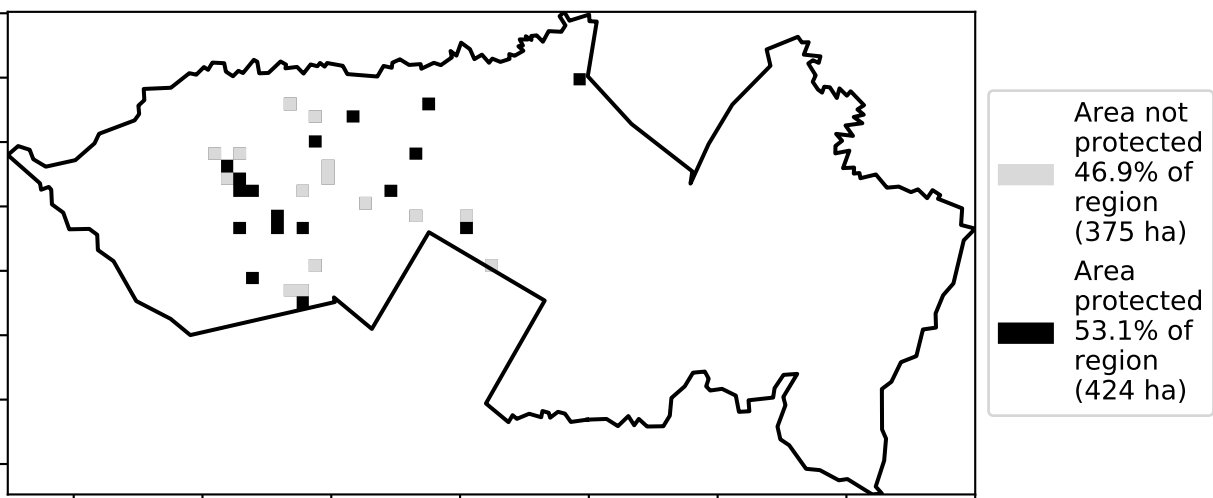 Area not
protected
46.9% of
region
(375 ha)
Area
protected
53.1% of
region
(424 ha)